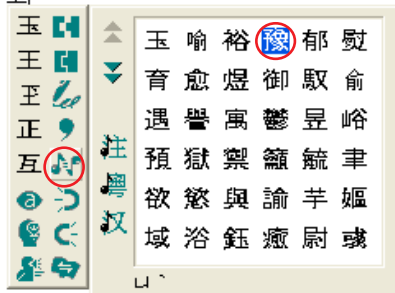 玉
王
正
互
注
粵
汉
玉 喻 裕 豫 郁 熨
育 愈 煜 御 馭 俞
遇 譽 寓 鬱 昱 峪
預 獄 禦 籲 毓 聿
欲 慾 與 諭 芋 嫗
域 浴 鈺 癒 尉 彧
ㄩˋ